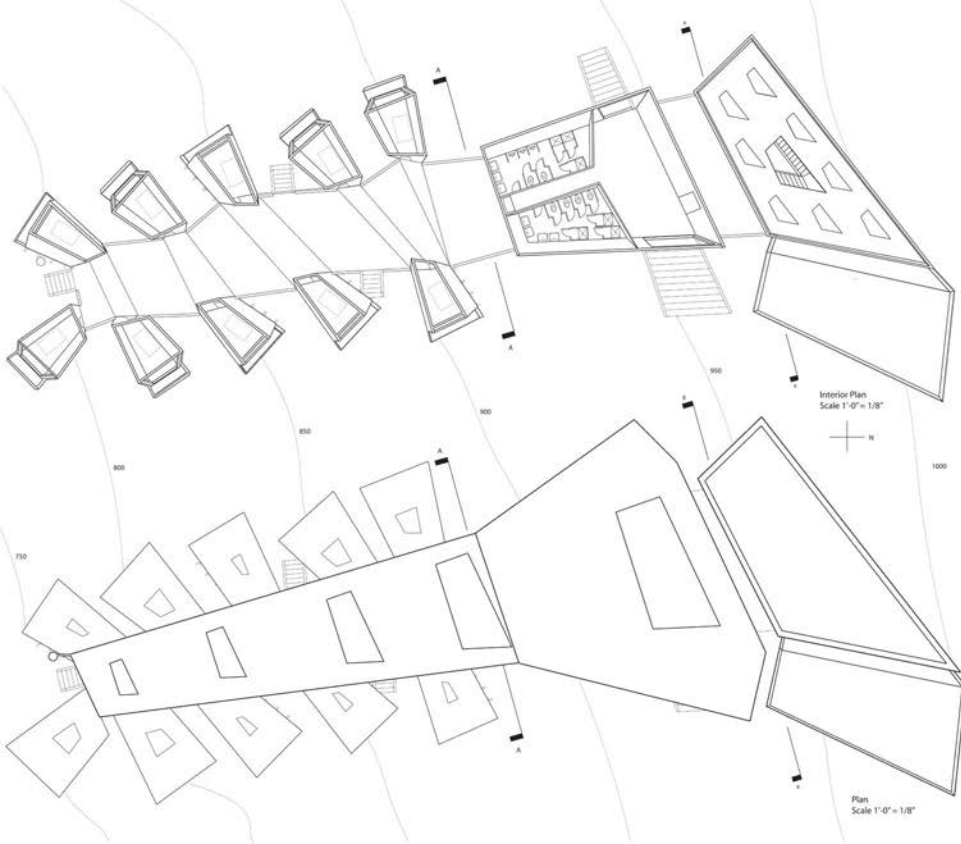 A
A
Interior Plan
Scale 1'-0" = 1/8"
N
950
900
850
800
750
1000
A
A
Plan
Scale 1'-0" = 1/8"